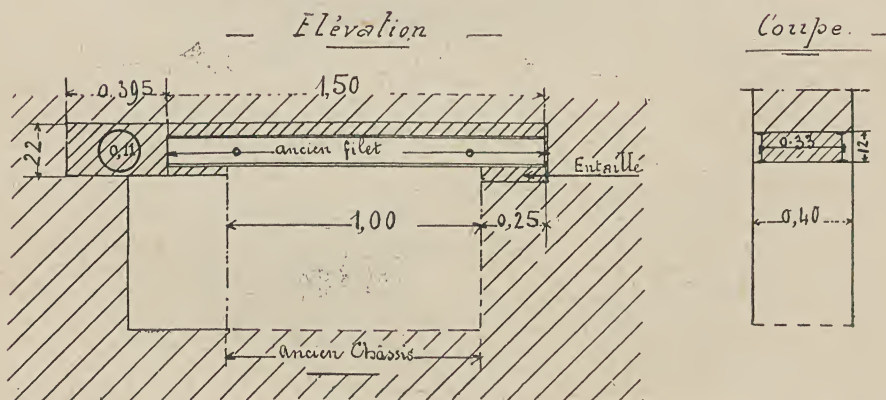 — Elévation —
Coupe. —
0,395
1,50
22
0,11
ancien filet
Entaillé
0.33
12
1,00
0,25
0,40
ancien Châssis